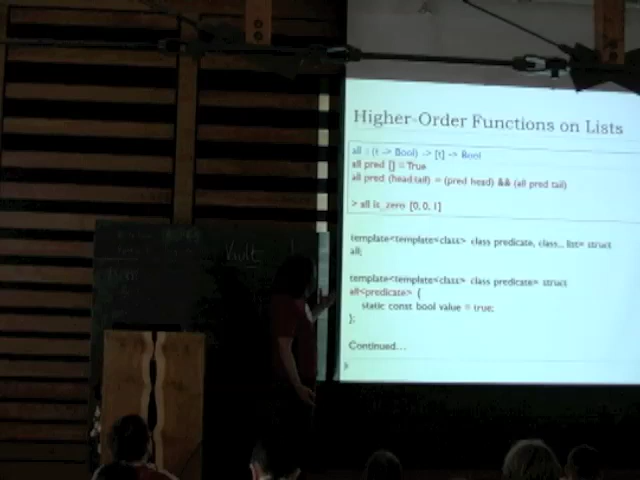 Higher-Order Functions on Lists
all :: (t -> Bool) -> [t] -> Bool
all pred [] = True
all pred (head:tail) = (pred head) && (all pred tail)
> all is_zero [0, 0, 1]
template<template<class> class predicate, class... list> struct
all;
template<template<class> class predicate> struct
all<predicate> {
static const bool value = true;
};
Continued...
Vault